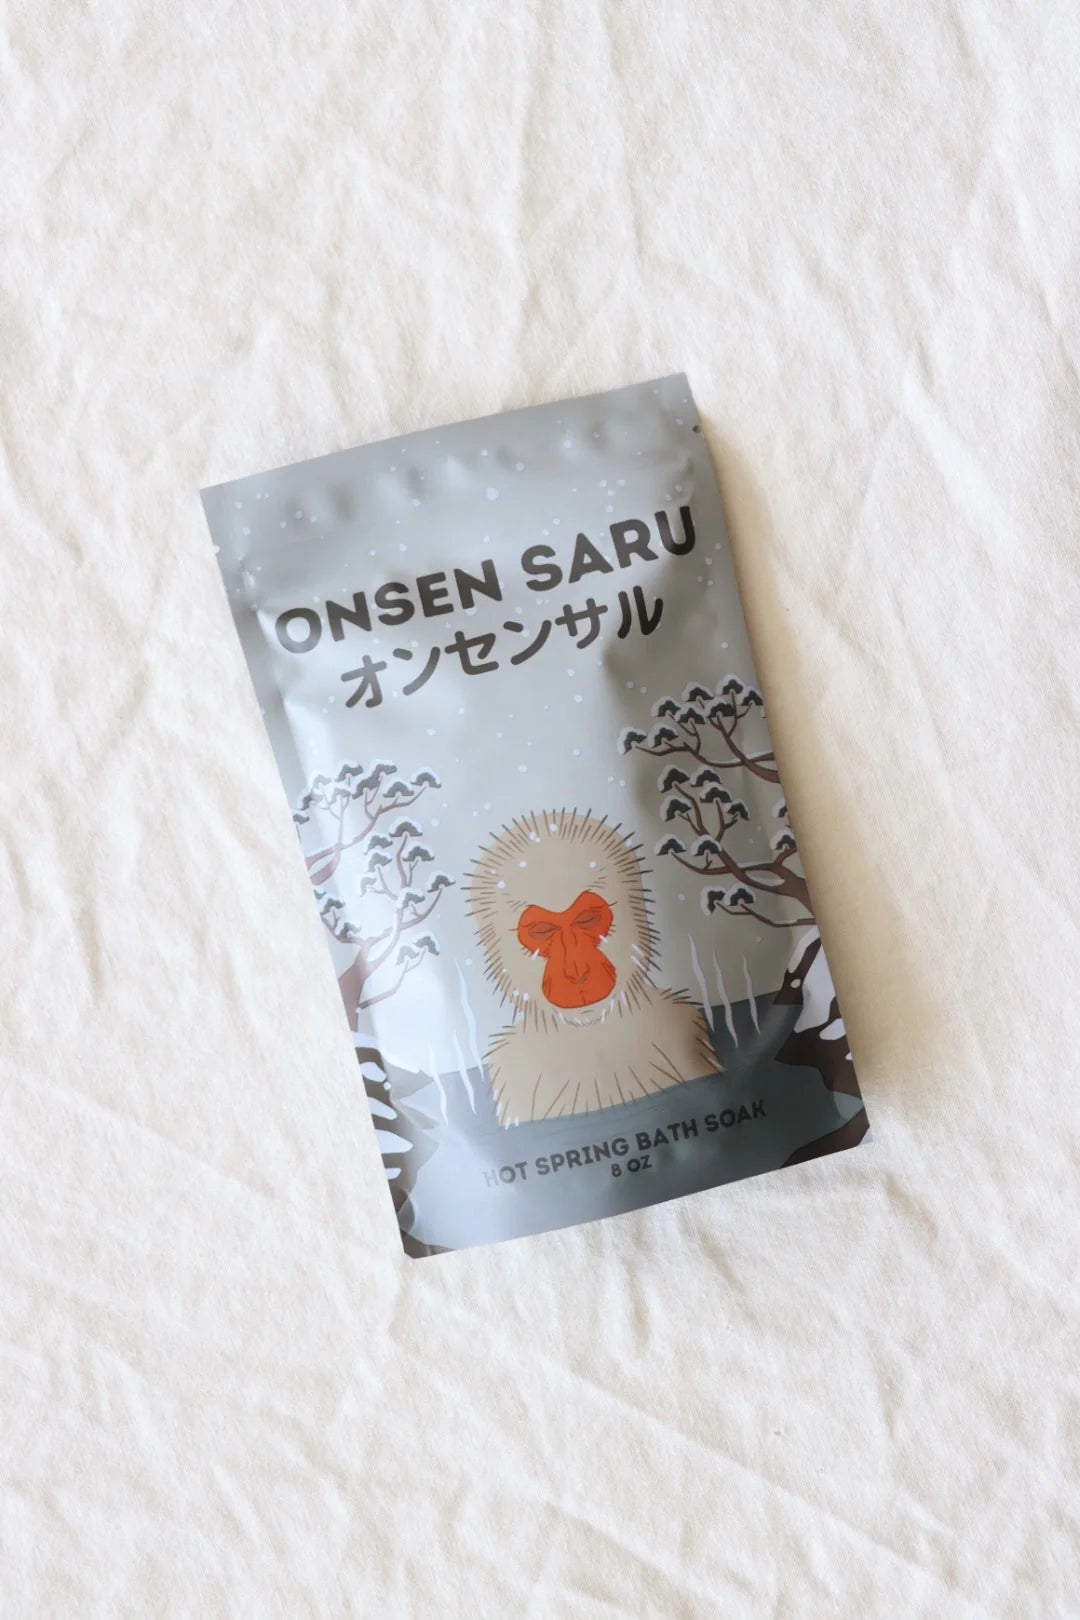 ONSEN SARU
オンセンサル
HOT SPRING BATH SOAK
8 OZ